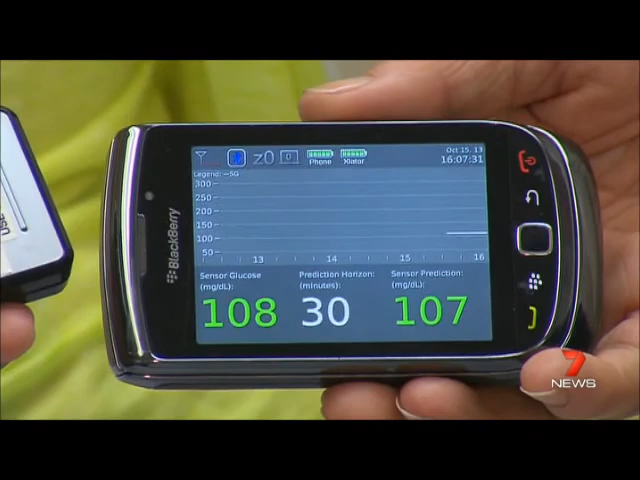 z0
0
Phone
Xlator
Oct 15, 13
16:07:31
Legend: —SG
300
250
200
150
100
50
13
14
15
16
Sensor Glucose
(mg/dL):
Prediction Horizon:
(minutes):
Sensor Prediction:
(mg/dL):
108
30
107
BlackBerry
USE
7
NEWS